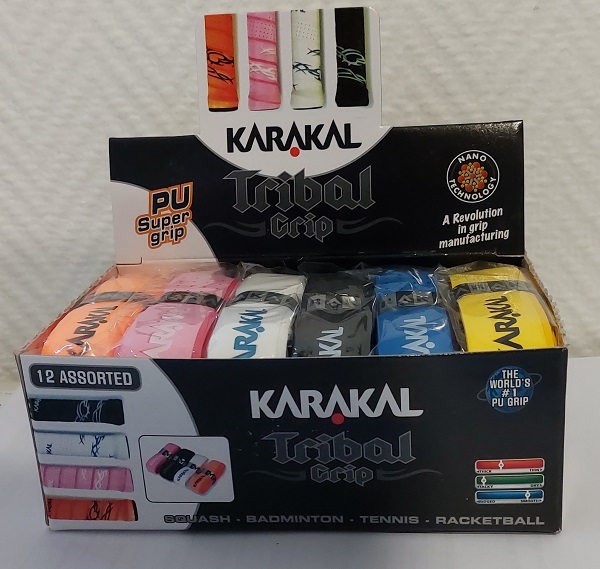 KARAKAL
Tribal
Grip
PU
Super
grip
NANO
TECHNOLOGY
A Revolution
in grip
manufacturing
KARAKAL
12 ASSORTED
KARAKAL
Tribal
Grip
THE
WORLD'S
#1
PU GRIP
SQUASH - BADMINTON - TENNIS - RACKETBALL